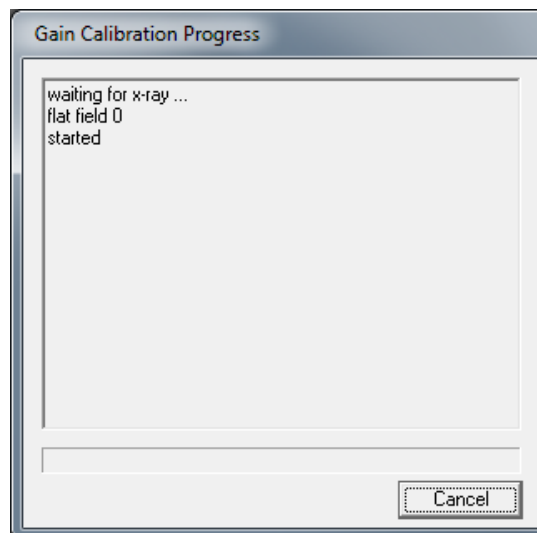 Gain Calibration Progress
waiting for x-ray ...
flat field 0
started
Cancel